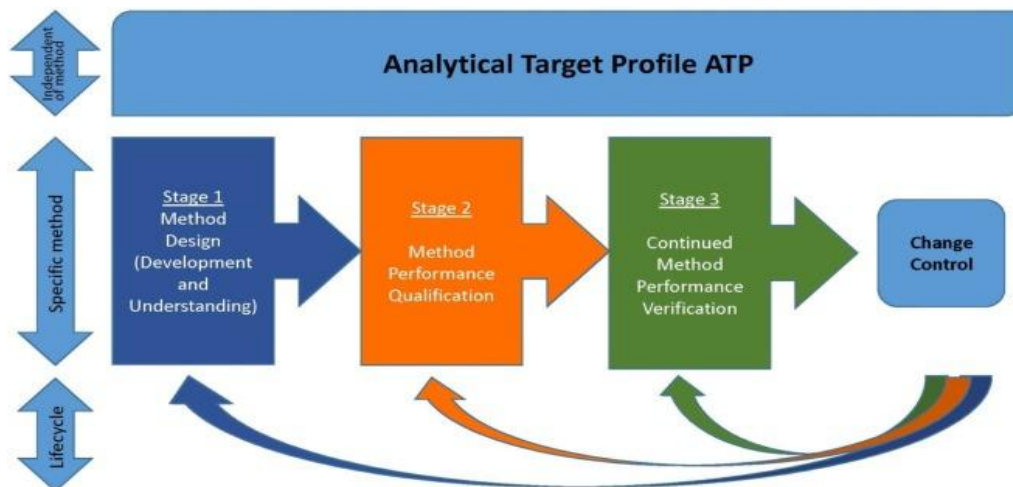 Independent
of method
Analytical Target Profile ATP
Specific method
Stage 1
Method
Design
(Development
and
Understanding)
Stage 2
Method
Performance
Qualification
Stage 3
Continued
Method
Performance
Verification
Change
Control
Lifecycle